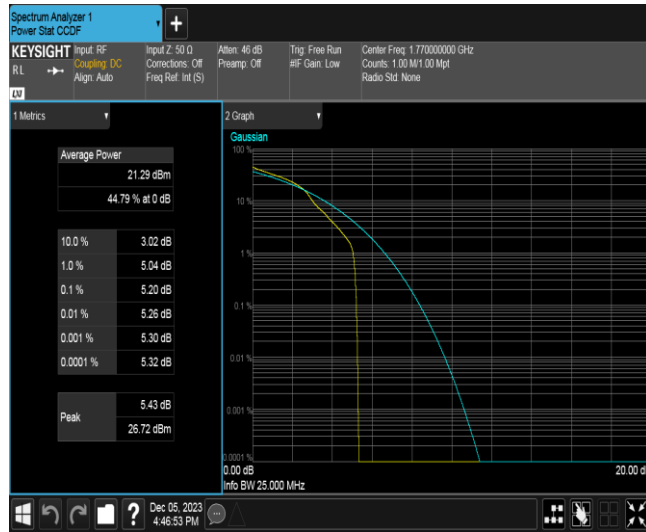 Spectrum Analyzer 1
Power Stat CCDF
+
KEYSIGHT
RL
LXI
Input: RF
Coupling: DC
Align: Auto
Input Z: 50 Ω
Corrections: Off
Freq Ref: Int (S)
Atten: 46 dB
Preamp: Off
Trig: Free Run
#IF Gain: Low
Center Freq: 1.770000000 GHz
Counts: 1.00 M/1.00 Mpt
Radio Std: None
1 Metrics
Average Power
21.29 dBm
44.79 % at 0 dB
10.0 % 3.02 dB
1.0 % 5.04 dB
0.1 % 5.20 dB
0.01 % 5.26 dB
0.001 % 5.30 dB
0.0001 % 5.32 dB
Peak
5.43 dB
26.72 dBm
2 Graph
Gaussian
100 %
10 %
1 %
0.1 %
0.01 %
0.001 %
0.0001 %
0.00 dB
20.00 d
Info BW 25.000 MHz
?
Dec 05, 2023
4:46:53 PM